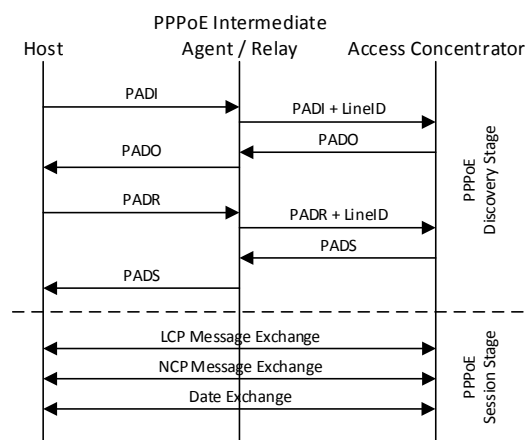 PPPoE Intermediate
Host
Agent / Relay
Access Concentrator
PADI
PADI + LineID
PADO
PADO
PADR
PADR + LineID
PADS
PADS
PPPoE
Discovery Stage
LCP Message Exchange
NCP Message Exchange
Date Exchange
PPPoE
Session Stage